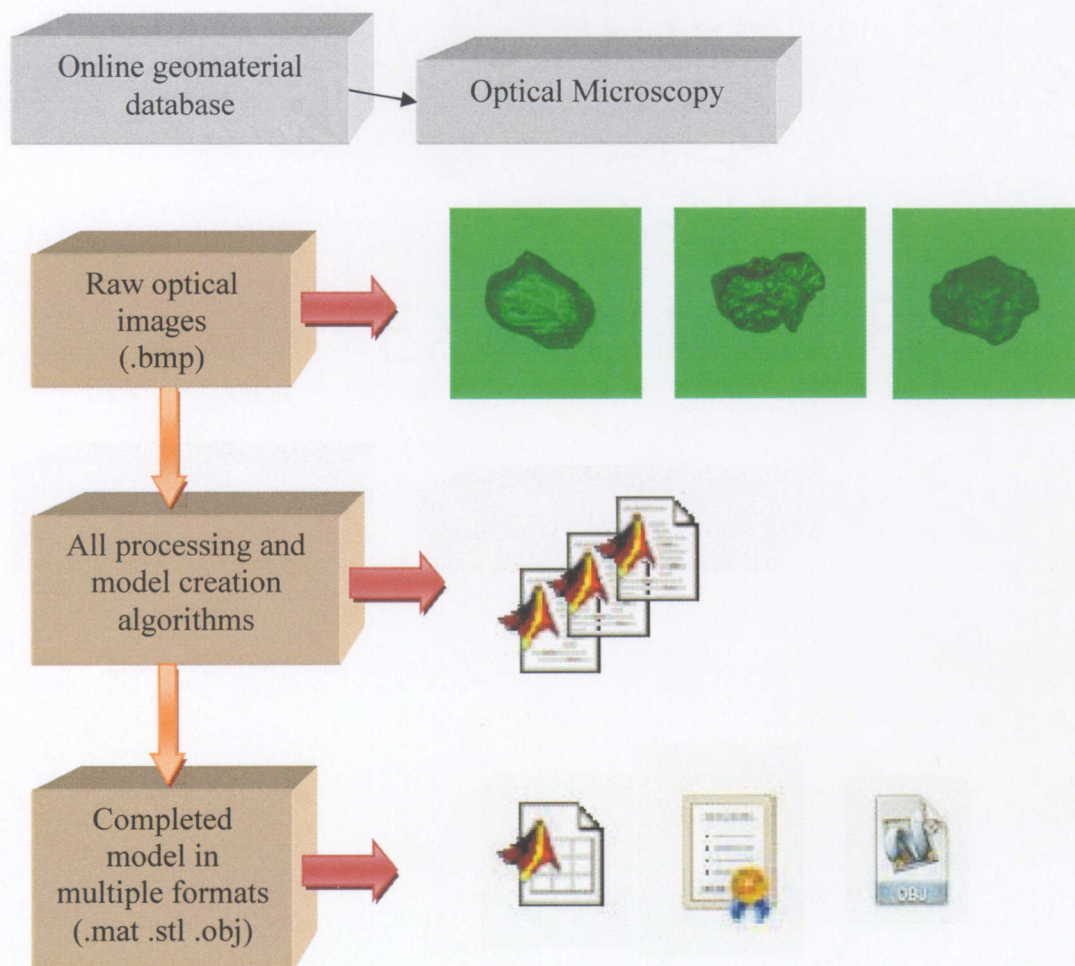 Online geomaterial
database
Optical Microscopy
Raw optical
images
(.bmp)
All processing and
model creation
algorithms
Completed
model in
multiple formats
(.mat .stl .obj)
OBJ